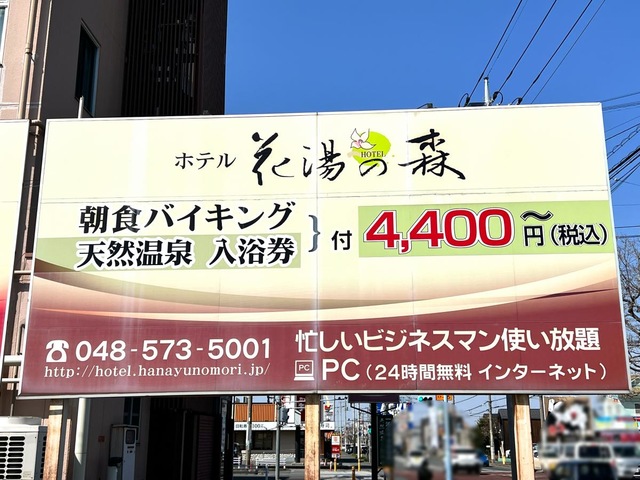 ホテル 花湯の森
HOTEL
朝食バイキング
天然温泉 入浴券
} 付 4,400円~(税込)
☎048-573-5001
http://hotel.hanayunomori.jp/
忙しいビジネスマン使い放題
PC PC(24時間無料 インターネット)